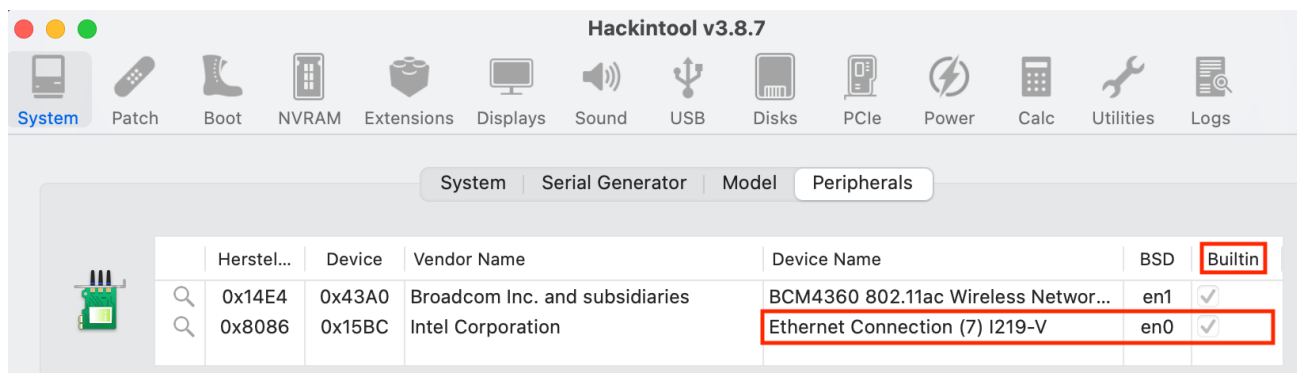 Hackintool v3.8.7
System Patch Boot NVRAM Extensions Displays Sound USB Disks PCIe Power Calc Utilities Logs
System Serial Generator Model Peripherals
Herstel... Device Vendor Name Device Name BSD Builtin
0x14E4 0x43A0 Broadcom Inc. and subsidiaries BCM4360 802.11ac Wireless Networ... en1
0x8086 0x15BC Intel Corporation Ethernet Connection (7) I219-V en0